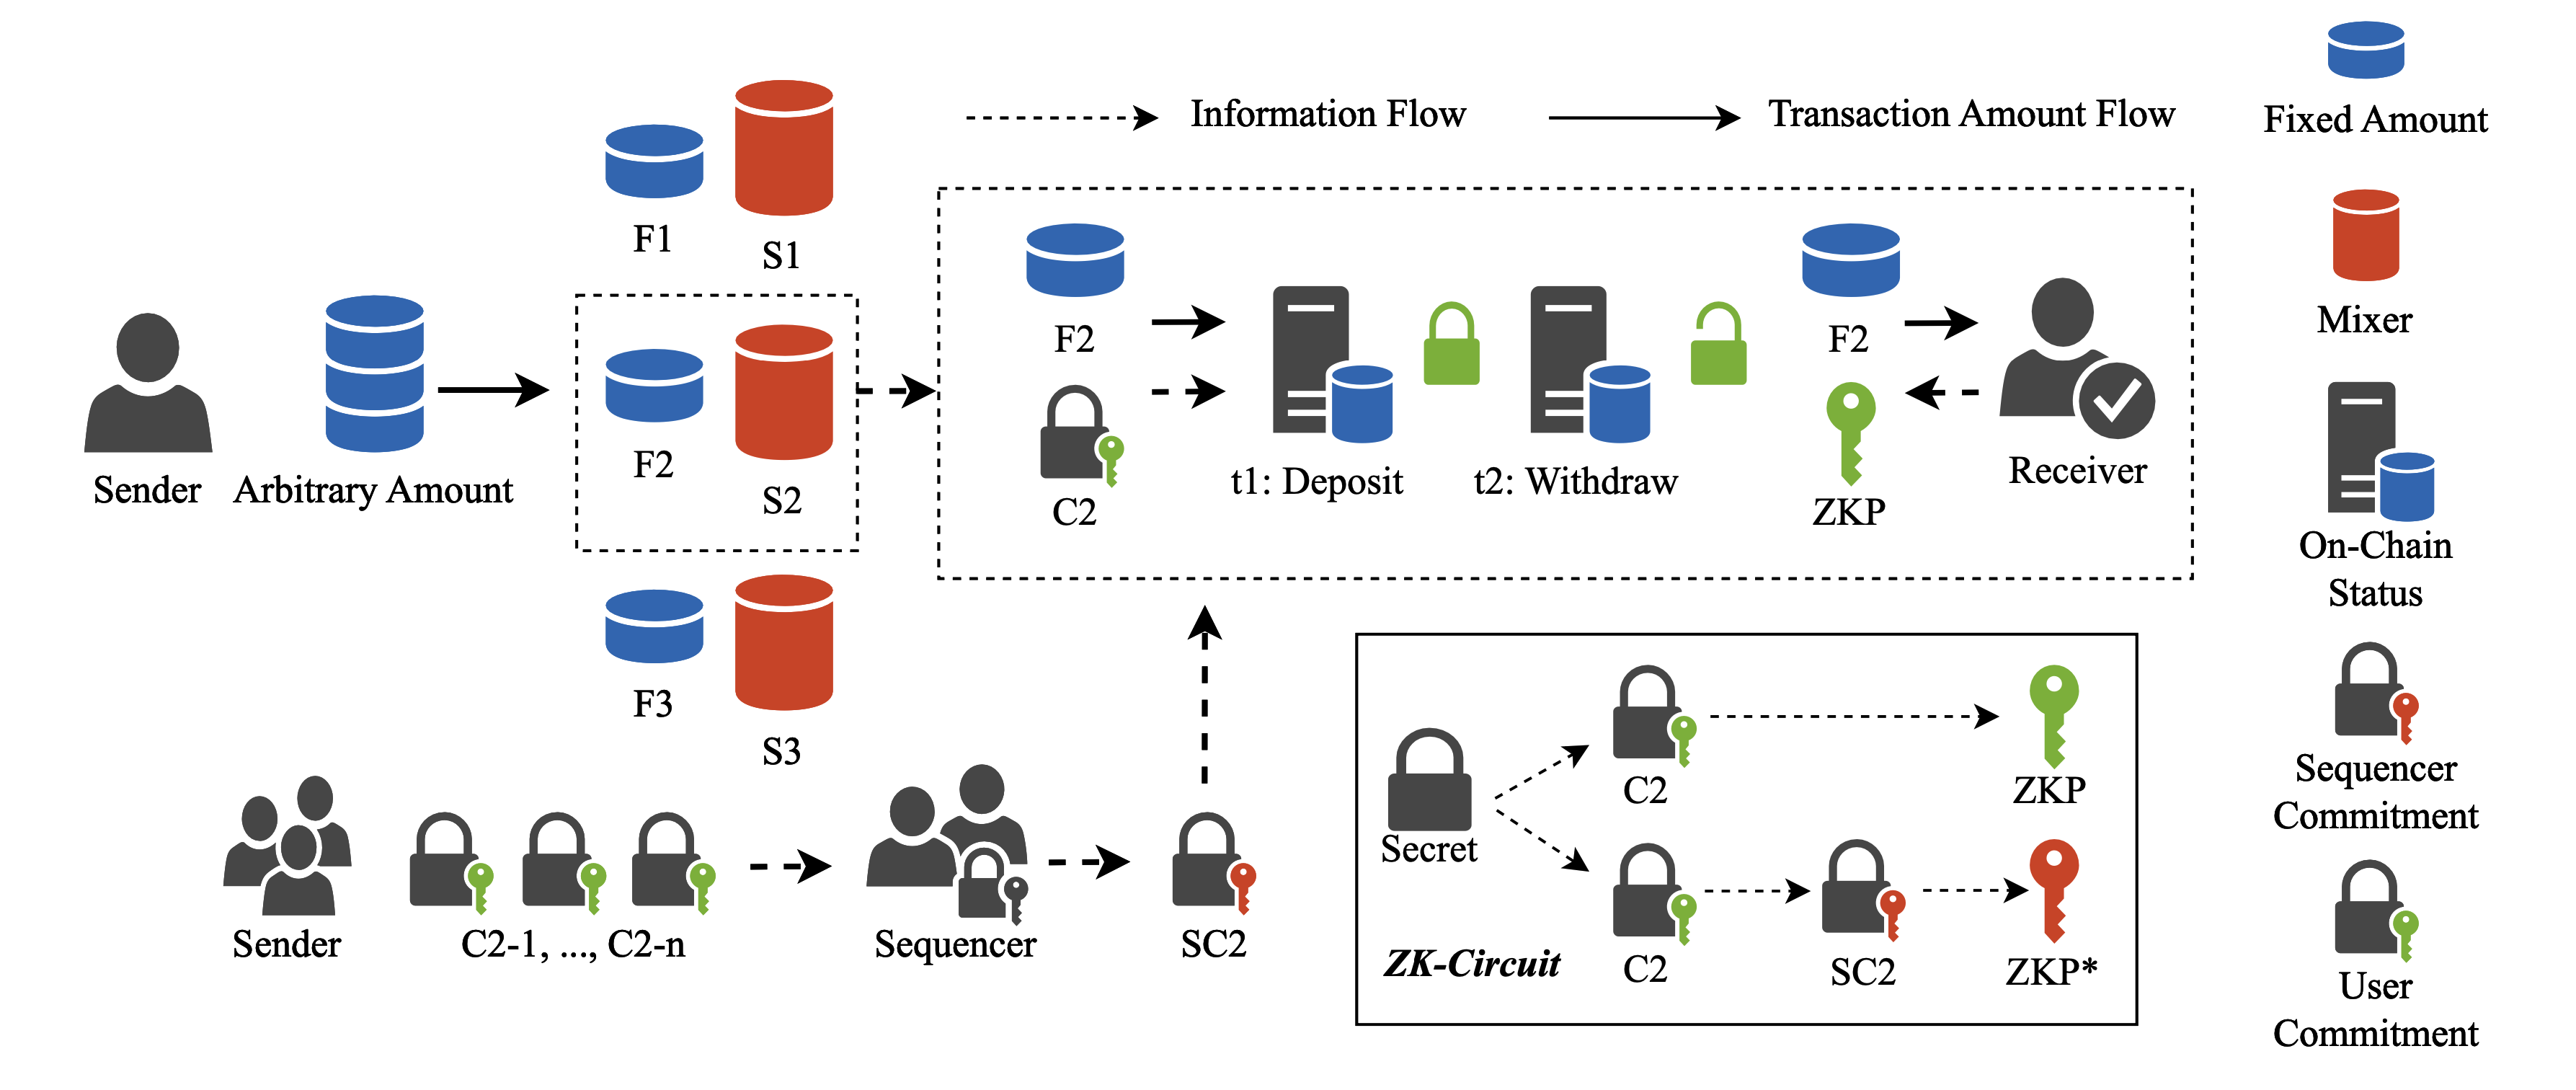 Information Flow
Transaction Amount Flow
Fixed Amount
F1
S1
Sender
Arbitrary Amount
F2
S2
F3
S3
F2
C2
t1: Deposit
t2: Withdraw
F2
ZKP
Receiver
Mixer
On-Chain
Status
Sequencer
Commitment
User
Commitment
Sender
C2-1, ..., C2-n
Sequencer
SC2
Secret
C2
ZKP
C2
SC2
ZKP*
ZK-Circuit